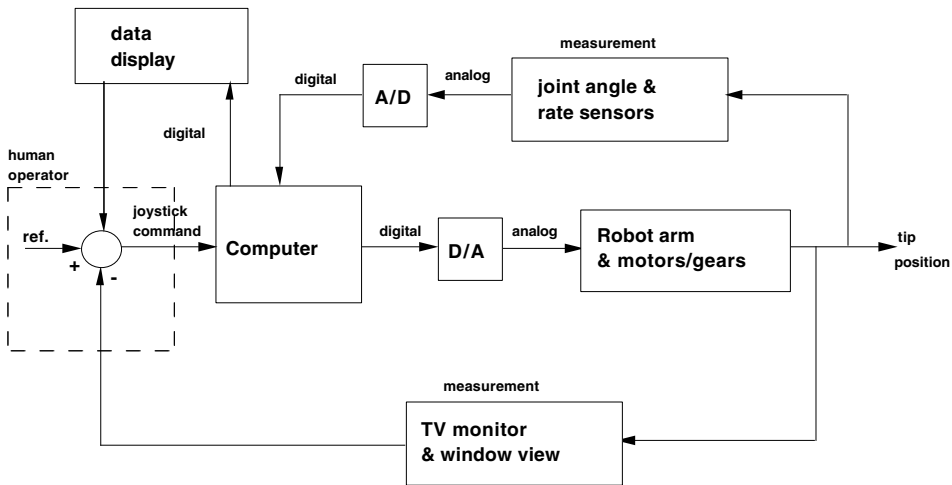 data
display
measurement
digital
analog
A/D
joint angle &
rate sensors
digital
human
operator
joystick
command
ref.
+
-
Computer
digital
D/A
analog
Robot arm
& motors/gears
tip
position
measurement
TV monitor
& window view